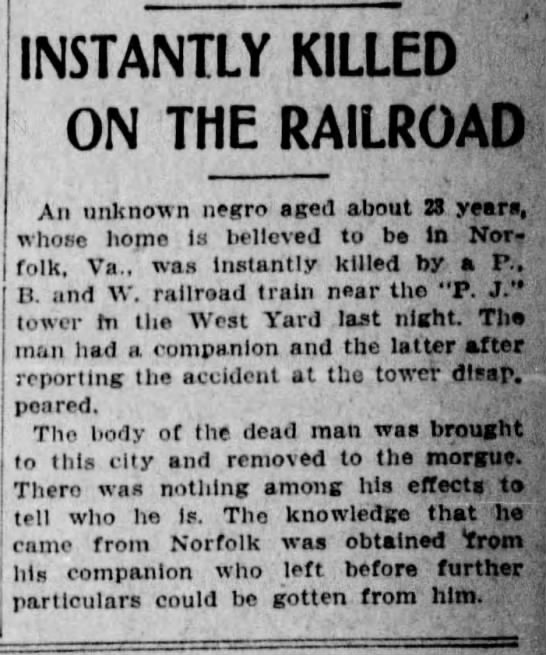 INSTANTLY KILLED
ON THE RAILROAD
An unknown negro aged about 23 years,
whose home is believed to be in Nor-
folk, Va., was instantly killed by a P.,
B. and W. railroad train near the "P. J."
tower in the West Yard last night. The
man had a companion and the latter after
reporting the accident at the tower disap.
peared.
The body of the dead man was brought
to this city and removed to the morgue.
There was nothing among his effects to
tell who he is. The knowledge that he
came from Norfolk was obtained from
his companion who left before further
particulars could be gotten from him.